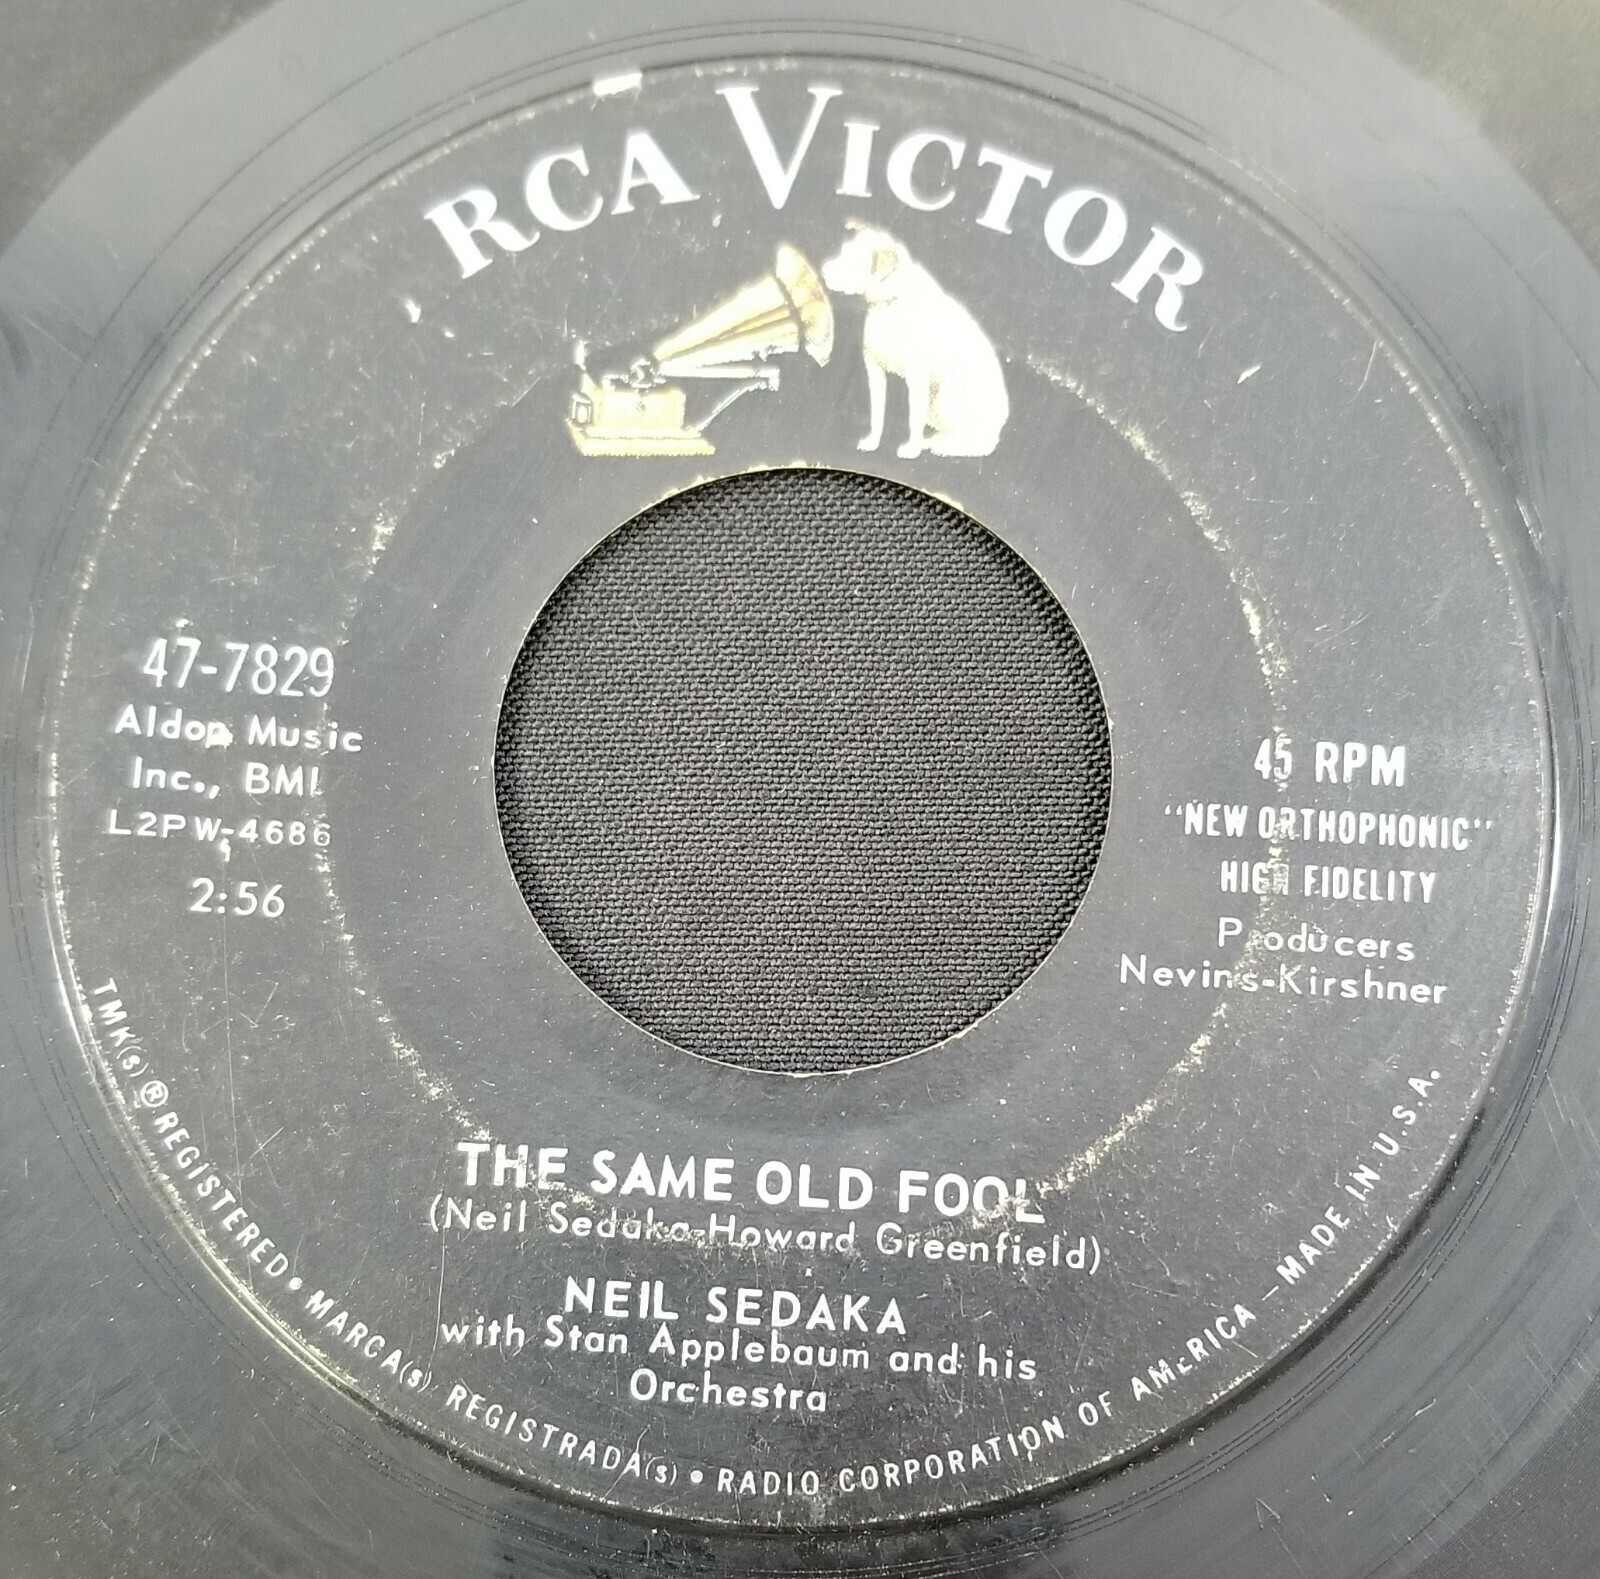 RCA VICTOR
47-7829
Aldon Music
Inc., BMI
L2PW-4686
2:56
45 RPM
"NEW ORTHOPHONIC"
HIGH FIDELITY
Producers
Nevins-Kirshner
THE SAME OLD FOOL
(Neil Sedaka-Howard Greenfield)
NEIL SEDAKA
with Stan Applebaum and his
Orchestra
TMK(s) ® REGISTERED • MARCA(s) REGISTRADA(s) • RADIO CORPORATION OF AMERICA — MADE IN U.S.A.